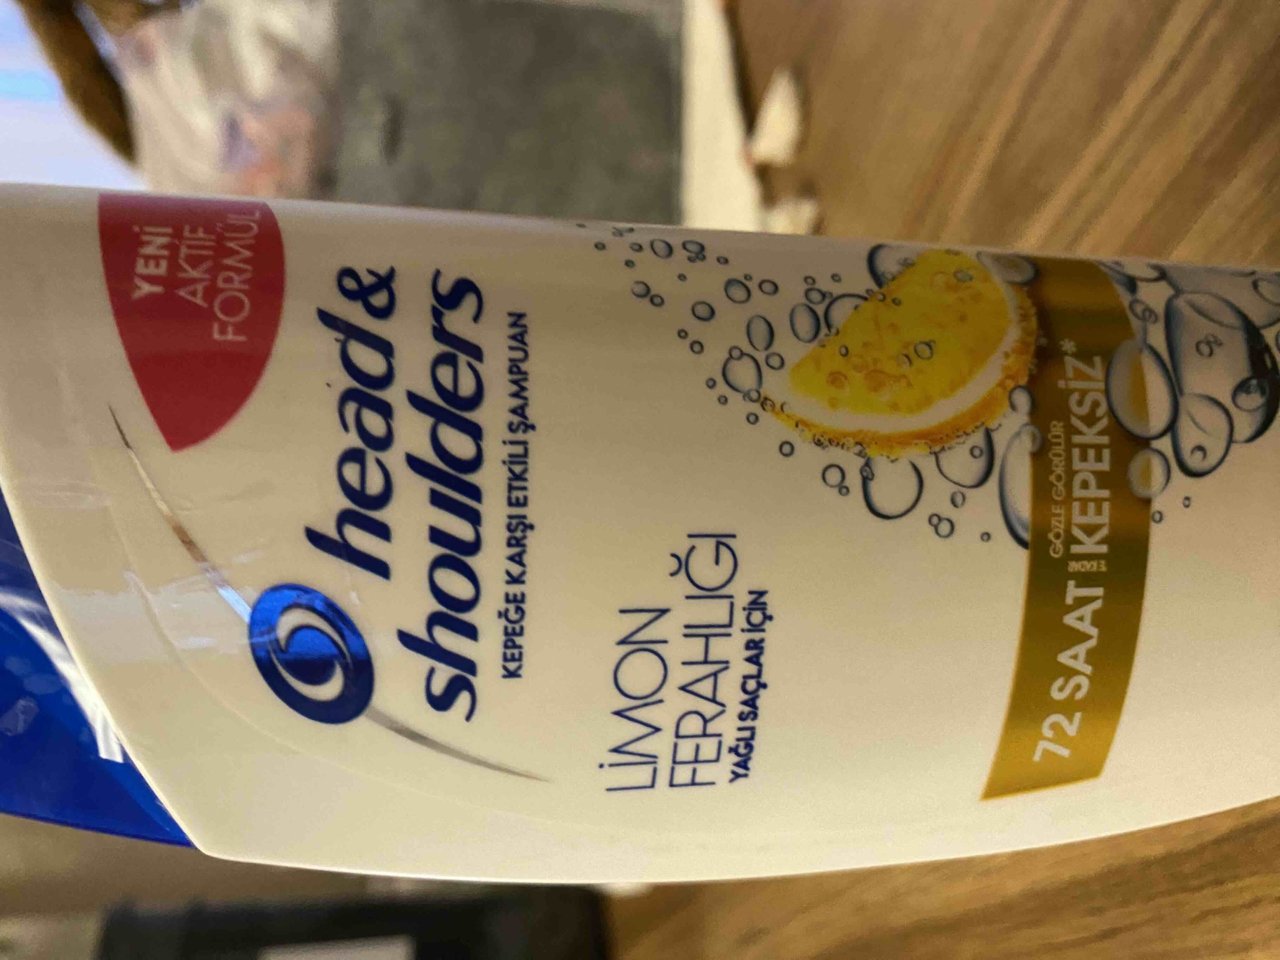 YENİ
AKTİF
FORMÜL
head &
shoulders
KEPEĞE KARŞI ETKİLİ ŞAMPUAN
LİMON
FERAHLIĞI
YAĞLI SAÇLAR İÇİN
GÖZLE GÖRÜLÜR
72 SAAT KEPEKSİZ*